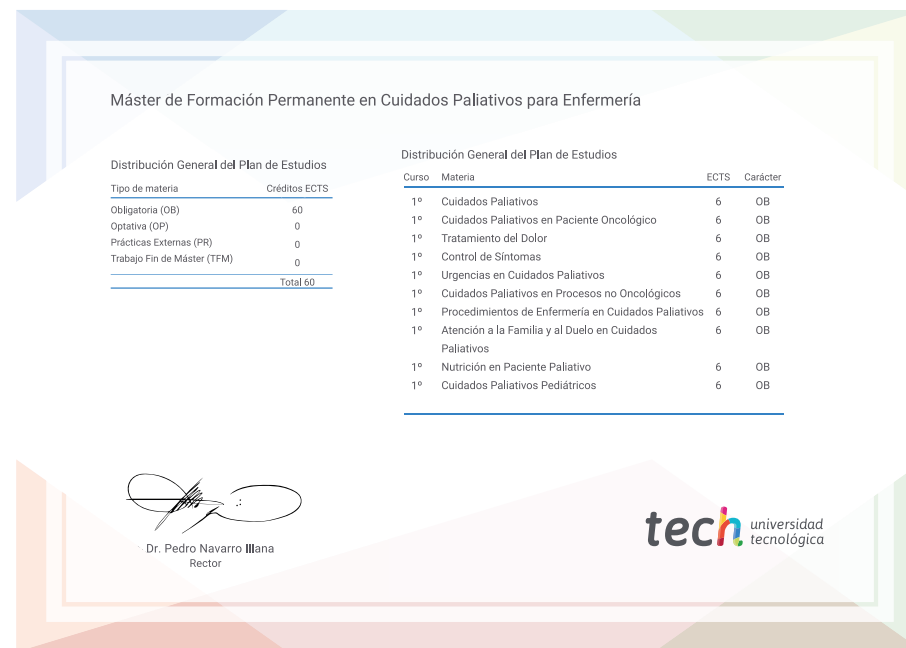 Máster de Formación Permanente en Cuidados Paliativos para Enfermería
Distribución General del Plan de Estudios
Tipo de materia Créditos ECTS
Obligatoria (OB) 60
Optativa (OP) 0
Prácticas Externas (PR) 0
Trabajo Fin de Máster (TFM) 0
Total 60
Distribución General del Plan de Estudios
Curso Materia ECTS Carácter
1º Cuidados Paliativos 6 OB
1º Cuidados Paliativos en Paciente Oncológico 6 OB
1º Tratamiento del Dolor 6 OB
1º Control de Síntomas 6 OB
1º Urgencias en Cuidados Paliativos 6 OB
1º Cuidados Paliativos en Procesos no Oncológicos 6 OB
1º Procedimientos de Enfermería en Cuidados Paliativos 6 OB
1º Atención a la Familia y al Duelo en Cuidados 6 OB
Paliativos
1º Nutrición en Paciente Paliativo 6 OB
1º Cuidados Paliativos Pediátricos 6 OB
Dr. Pedro Navarro Illana
Rector
tech universidad
tecnológica